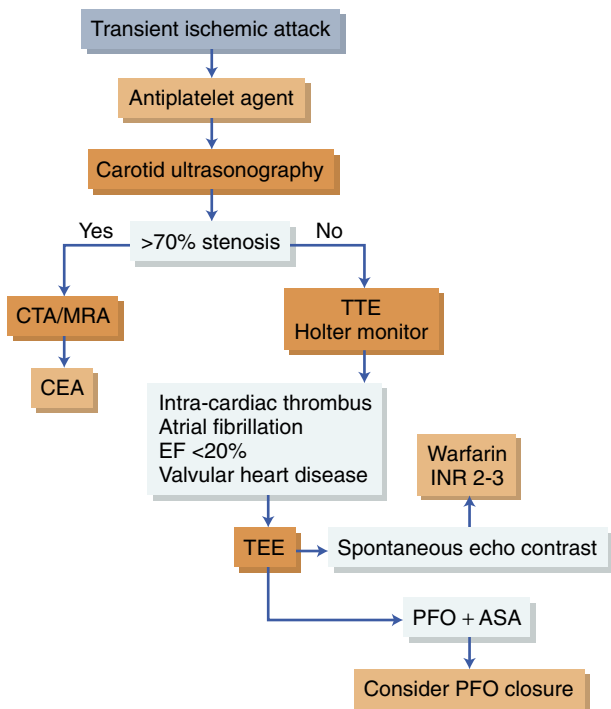 Transient ischemic attack
Antiplatelet agent
Carotid ultrasonography
Yes
>70% stenosis
No
CTA/MRA
TTE
Holter monitor
CEA
Intra-cardiac thrombus
Atrial fibrillation
EF <20%
Valvular heart disease
Warfarin
INR 2-3
TEE
Spontaneous echo contrast
PFO + ASA
Consider PFO closure